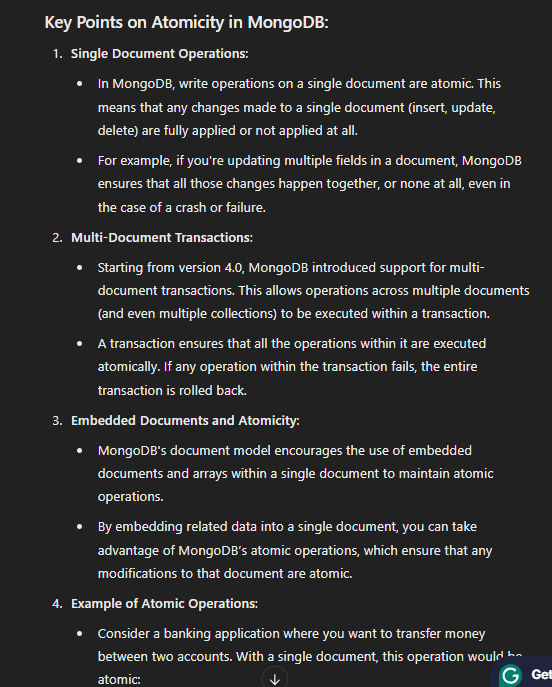 Key Points on Atomicity in MongoDB:
1. Single Document Operations:
• In MongoDB, write operations on a single document are atomic. This
means that any changes made to a single document (insert, update,
delete) are fully applied or not applied at all.
• For example, if you're updating multiple fields in a document, MongoDB
ensures that all those changes happen together, or none at all, even in
the case of a crash or failure.
2. Multi-Document Transactions:
• Starting from version 4.0, MongoDB introduced support for multi-
document transactions. This allows operations across multiple documents
(and even multiple collections) to be executed within a transaction.
• A transaction ensures that all the operations within it are executed
atomically. If any operation within the transaction fails, the entire
transaction is rolled back.
3. Embedded Documents and Atomicity:
• MongoDB's document model encourages the use of embedded
documents and arrays within a single document to maintain atomic
operations.
• By embedding related data into a single document, you can take
advantage of MongoDB's atomic operations, which ensure that any
modifications to that document are atomic.
4. Example of Atomic Operations:
• Consider a banking application where you want to transfer money
between two accounts. With a single document, this operation would be
atomic:
G Get